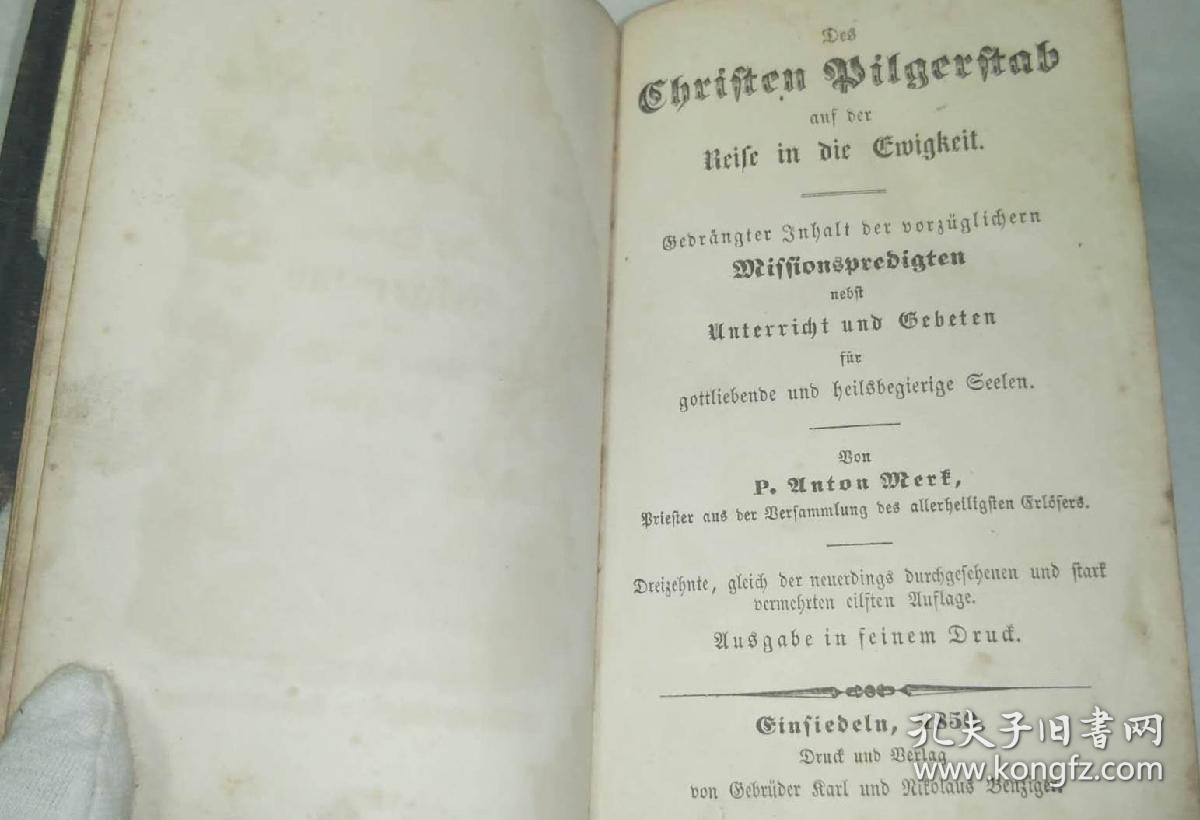 Des
Christen Pilgerstab
auf der
Reise in die Ewigkeit.
Gedrängter Inhalt der vorzüglichern
Missionspredigten
nebst
Unterricht und Gebeten
für
gottliebende und heilsbegierige Seelen.
Von
P. Anton Merk,
Priester aus der Versammlung des allerheiligsten Erlösers.
Dreizehnte, gleich der neuerdings durchgesehenen und stark
vermehrten eilften Auflage.
Ausgabe in feinem Druck.
Einsiedeln,
Druck und Verlag
von Gebrüder Karl und Nikolaus Benziger.
孔夫子旧书网
www.kongfz.com